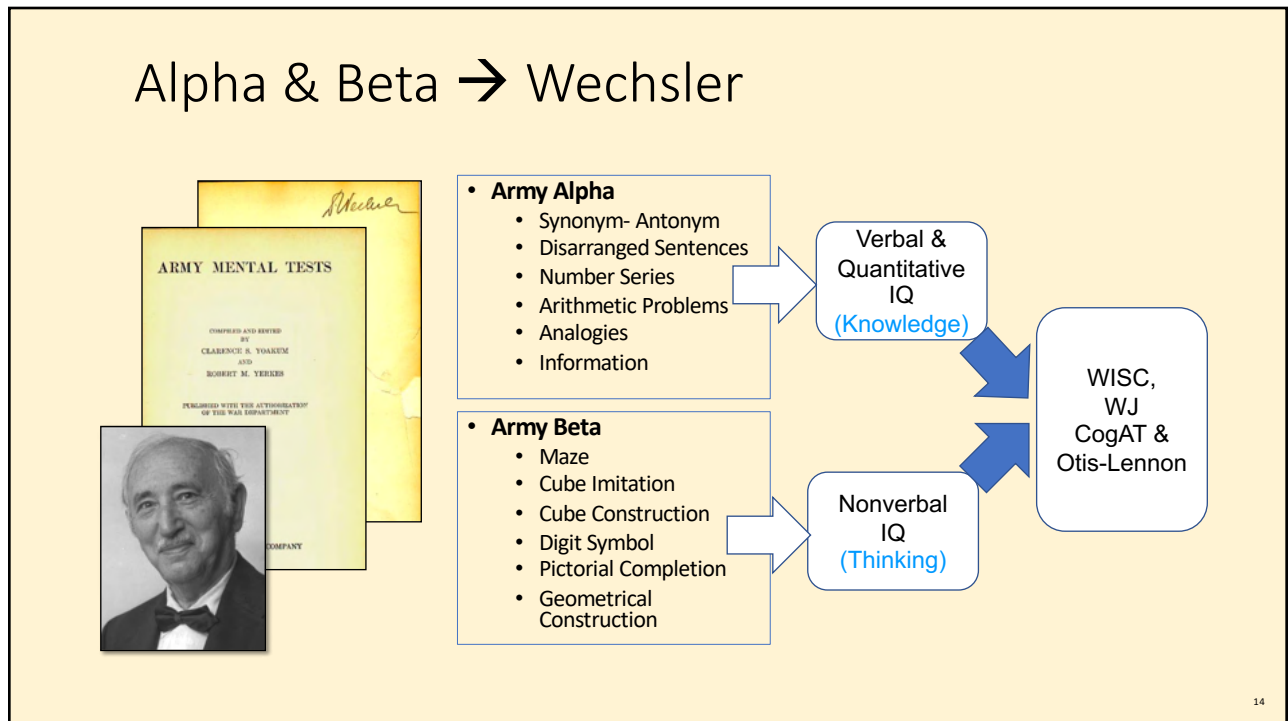 Alpha & Beta → Wechsler
ARMY MENTAL TESTS
COMPILED AND EDITED
BY
CLARENCE S. YOAKUM
AND
ROBERT M. YERKES
PUBLISHED WITH THE AUTHORIZATION
OF THE WAR DEPARTMENT
COMPANY
• Army Alpha
• Synonym- Antonym
• Disarranged Sentences
• Number Series
• Arithmetic Problems
• Analogies
• Information
• Army Beta
• Maze
• Cube Imitation
• Cube Construction
• Digit Symbol
• Pictorial Completion
• Geometrical
Construction
Verbal &
Quantitative
IQ
(Knowledge)
Nonverbal
IQ
(Thinking)
WISC,
WJ
CogAT &
Otis-Lennon
14